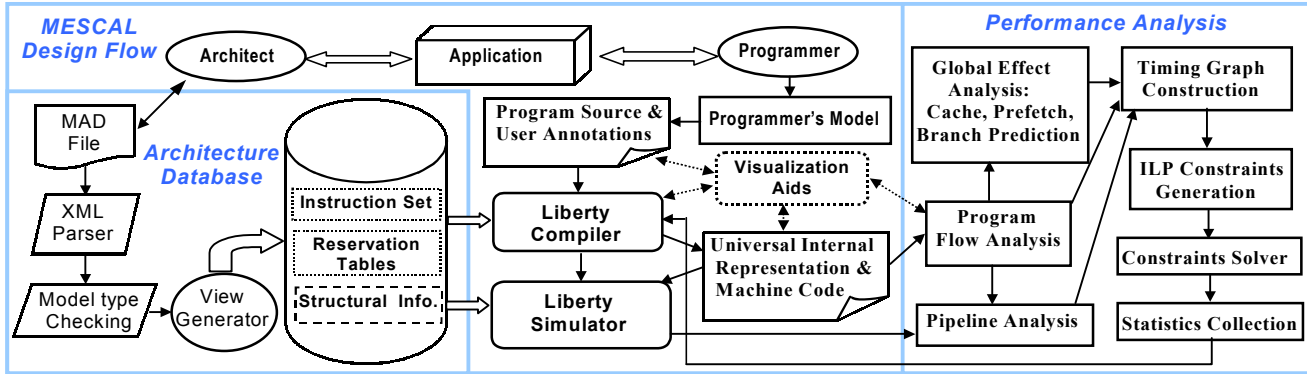 MESCAL
Design Flow
Architect
Application
Programmer
Performance Analysis
Global Effect
Analysis:
Cache, Prefetch,
Branch Prediction
Timing Graph
Construction
MAD
File
Architecture
Database
Program Source &
User Annotations
Programmer's Model
Visualization
Aids
ILP Constraints
Generation
XML
Parser
Instruction Set
Reservation
Tables
Structural Info.
Liberty
Compiler
Universal Internal
Representation &
Machine Code
Program
Flow Analysis
Constraints Solver
Model type
Checking
View
Generator
Liberty
Simulator
Pipeline Analysis
Statistics Collection